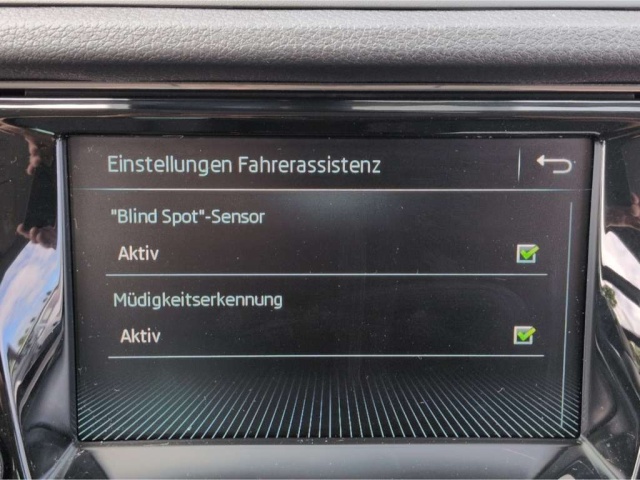 Einstellungen Fahrerassistenz
"Blind Spot"-Sensor
Aktiv
Müdigkeitserkennung
Aktiv